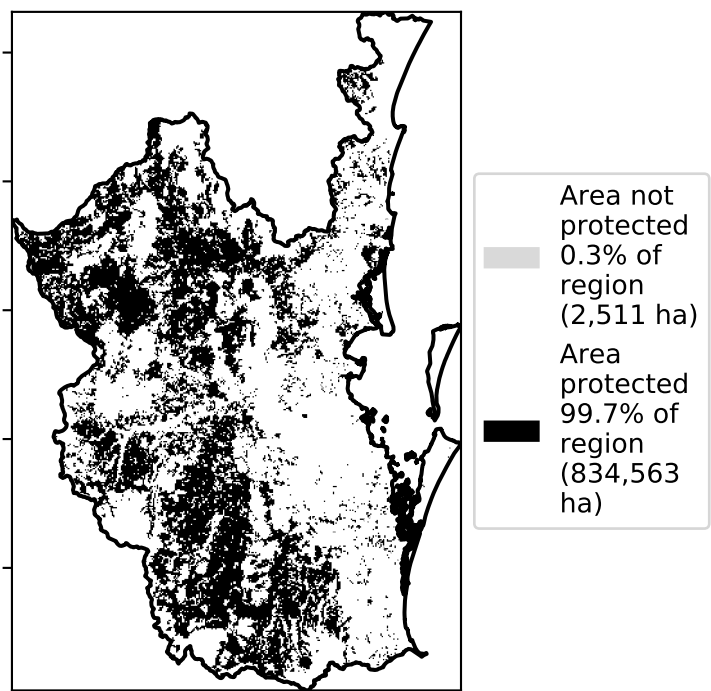 Area not
protected
0.3% of
region
(2,511 ha)
Area
protected
99.7% of
region
(834,563
ha)